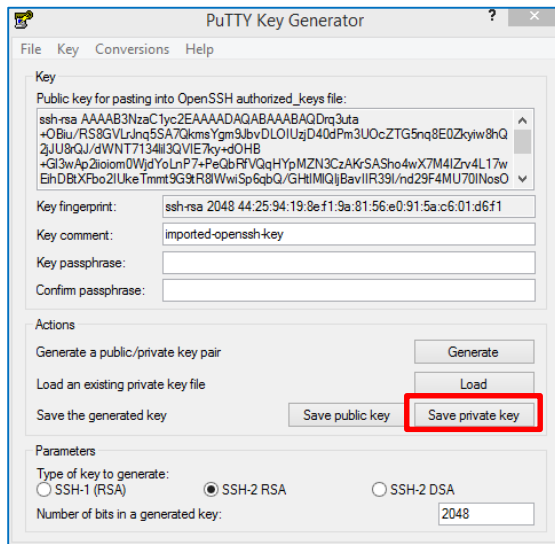 PuTTY Key Generator ?
File Key Conversions Help
Key
Public key for pasting into OpenSSH authorized_keys file:
ssh-rsa AAAAB3NzaC1yc2EAAAADAQABAAABAQDrq3uta
+OBiu/RS8GVLrJnq5SA7QkmsYgm9JbvDLOIUzjD40dPm3UOcZTG5nq8E0Zkyiw8hQ
2jJU8rQJ/dWNT7134lil3QVIE7ky+dOHB
+Gl3wAp2iioiom0WjdYoLnP7+PeQbRfVQqHYpMZN3CzAKrSASho4wX7M4IZrv4L17w
EihDBtXFbo2IUkeTmmt9G9tR8IWwiSp6qbQ/GHtIMlQljBavIIR39I/nd29F4MU70INosO
Key fingerprint: ssh-rsa 2048 44:25:94:19:8e:f1:9a:81:56:e0:91:5a:c6:01:d6:f1
Key comment: imported-openssh-key
Key passphrase:
Confirm passphrase:
Actions
Generate a public/private key pair Generate
Load an existing private key file Load
Save the generated key Save public key Save private key
Parameters
Type of key to generate:
SSH-1 (RSA) SSH-2 RSA SSH-2 DSA
Number of bits in a generated key: 2048